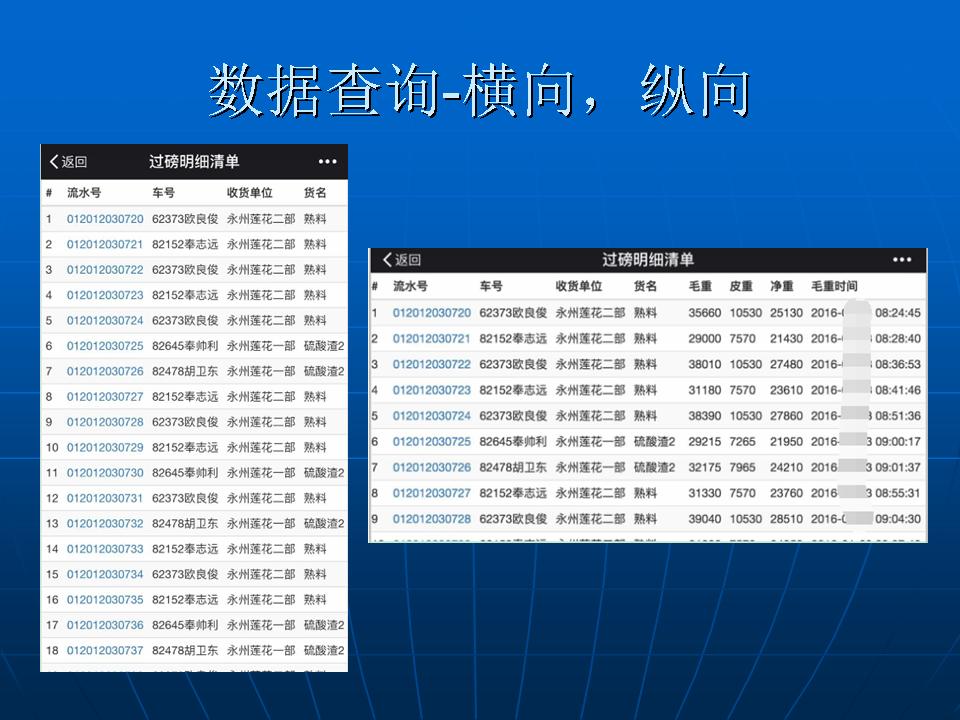 数据查询-横向，纵向
返回 过磅明细清单 •••
# 流水号 车号 收货单位 货名
1 012012030720 62373欧良俊 永州莲花二部 熟料
2 012012030721 82152奉志远 永州莲花二部 熟料
3 012012030722 62373欧良俊 永州莲花二部 熟料
4 012012030723 82152奉志远 永州莲花二部 熟料
5 012012030724 62373欧良俊 永州莲花二部 熟料
6 012012030725 82645奉帅利 永州莲花一部 硫酸渣2
7 012012030726 82478胡卫东 永州莲花一部 硫酸渣2
8 012012030727 82152奉志远 永州莲花二部 熟料
9 012012030728 62373欧良俊 永州莲花二部 熟料
10 012012030729 82152奉志远 永州莲花二部 熟料
11 012012030730 82645奉帅利 永州莲花一部 硫酸渣2
12 012012030731 62373欧良俊 永州莲花二部 熟料
13 012012030732 82478胡卫东 永州莲花一部 硫酸渣2
14 012012030733 82152奉志远 永州莲花二部 熟料
15 012012030734 62373欧良俊 永州莲花二部 熟料
16 012012030735 82152奉志远 永州莲花二部 熟料
17 012012030736 82645奉帅利 永州莲花一部 硫酸渣2
18 012012030737 82478胡卫东 永州莲花一部 硫酸渣2
返回 过磅明细清单 •••
# 流水号 车号 收货单位 货名 毛重 皮重 净重 毛重时间
1 012012030720 62373欧良俊 永州莲花二部 熟料 35660 10530 25130 2016- 08:24:45
2 012012030721 82152奉志远 永州莲花二部 熟料 29000 7570 21430 2016- 08:28:40
3 012012030722 62373欧良俊 永州莲花二部 熟料 38010 10530 27480 2016- 08:36:53
4 012012030723 82152奉志远 永州莲花二部 熟料 31180 7570 23610 2016- 08:41:46
5 012012030724 62373欧良俊 永州莲花二部 熟料 38390 10530 27860 2016- 08:51:36
6 012012030725 82645奉帅利 永州莲花一部 硫酸渣2 29215 7265 21950 2016- 09:00:17
7 012012030726 82478胡卫东 永州莲花一部 硫酸渣2 32175 7965 24210 2016- 09:01:37
8 012012030727 82152奉志远 永州莲花二部 熟料 31330 7570 23760 2016- 08:55:31
9 012012030728 62373欧良俊 永州莲花二部 熟料 39040 10530 28510 2016- 09:04:30